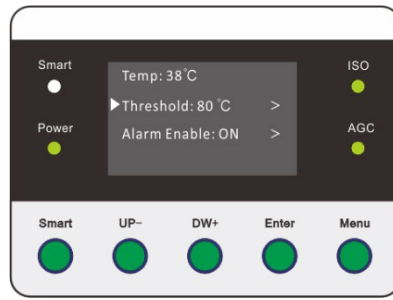 Smart
ISO
Temp: 38℃
Threshold: 80 ℃ >
Power
AGC
Alarm Enable: ON >
Smart UP− DW+ Enter Menu